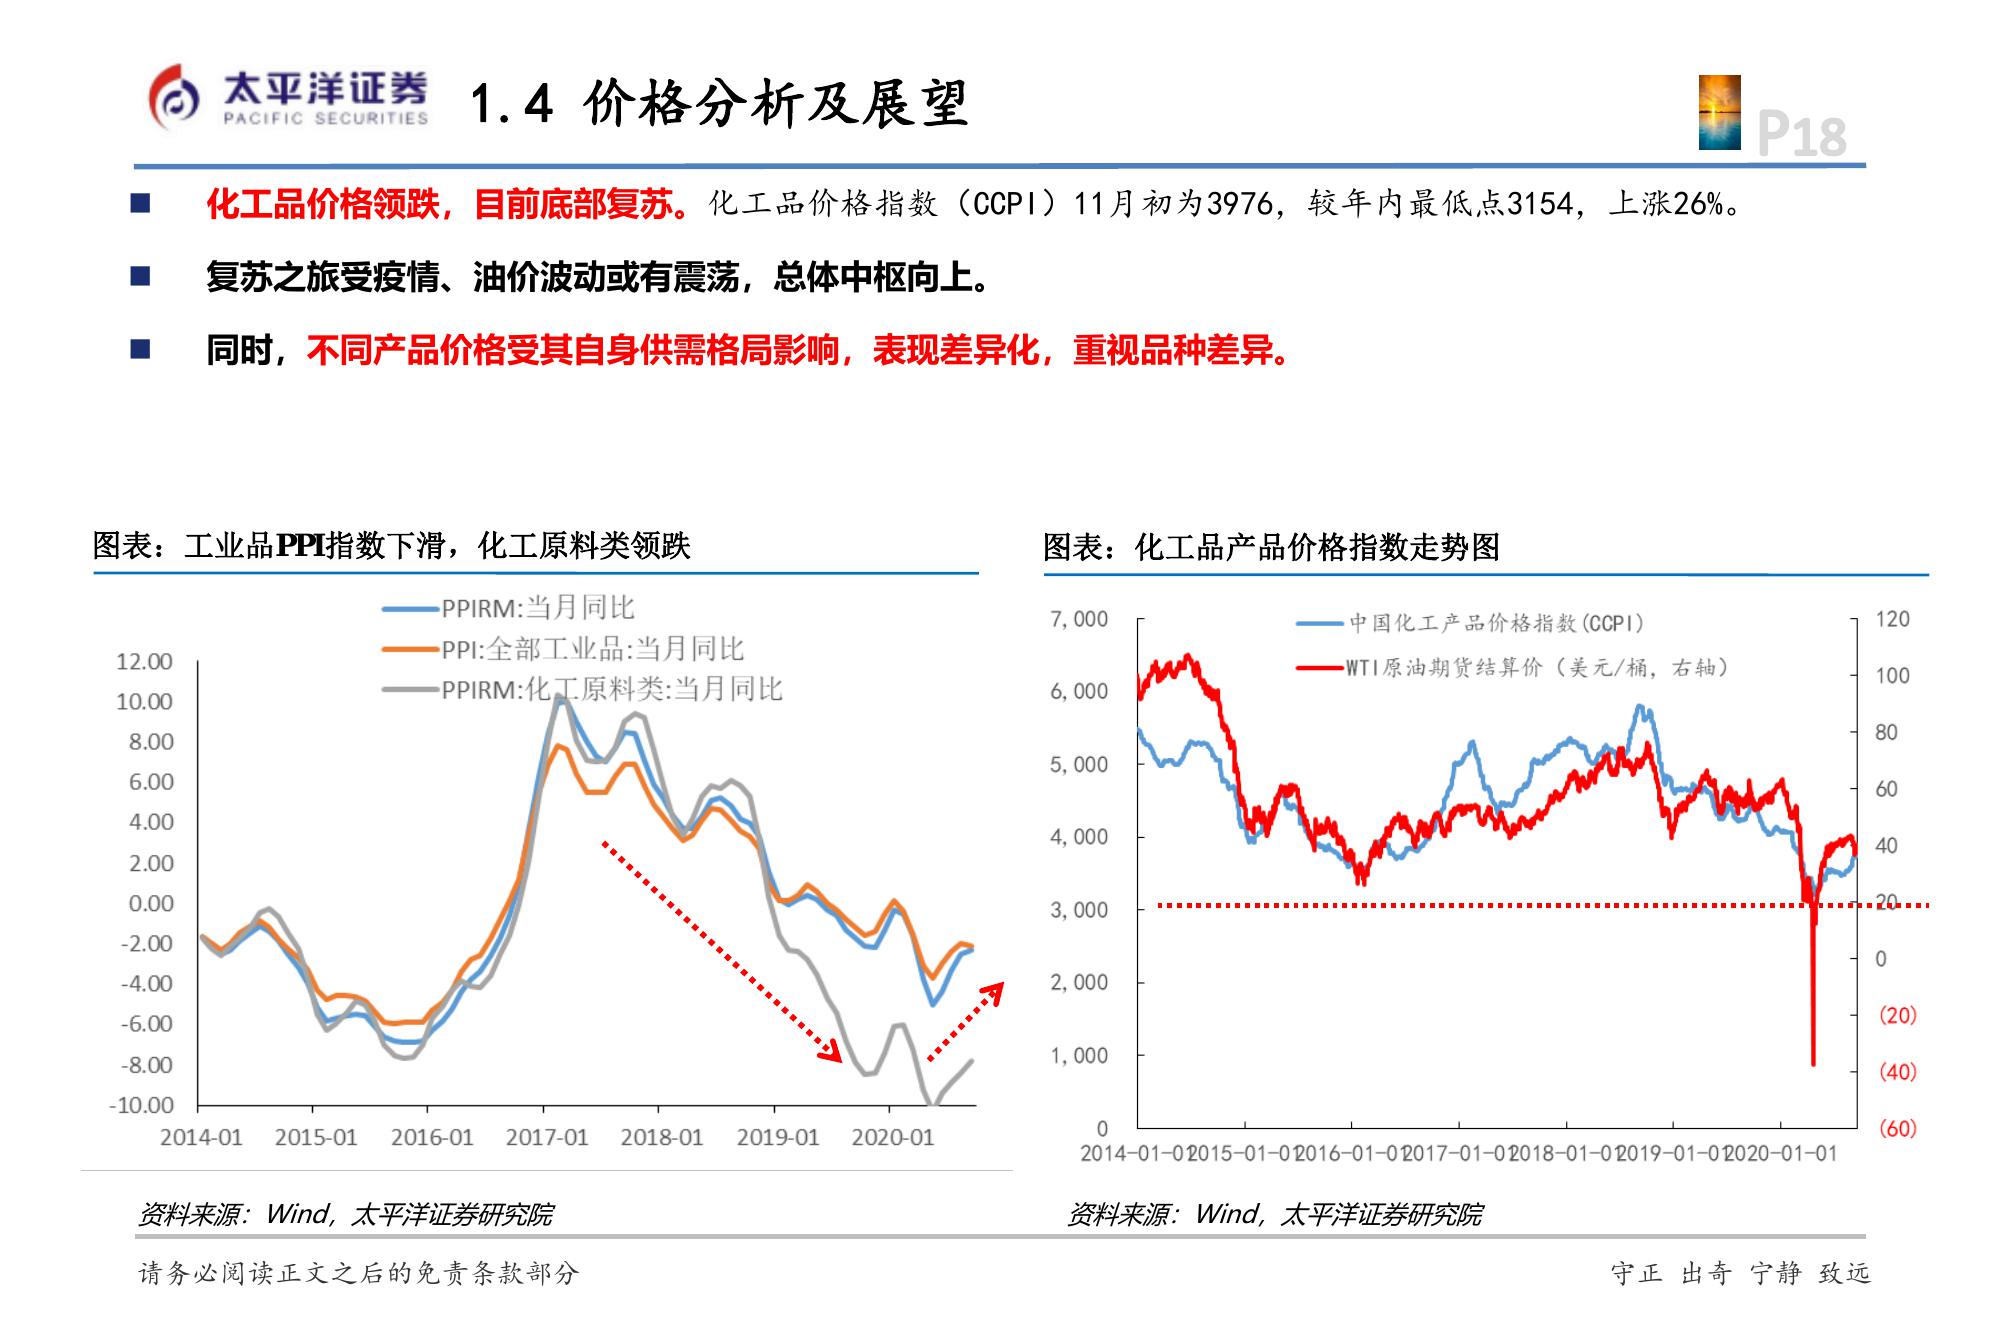 太平洋证券
PACIFIC SECURITIES
1.4 价格分析及展望
P18
化工品价格领跌，目前底部复苏。化工品价格指数（CCPI）11月初为3976，较年内最低点3154，上涨26%。
复苏之旅受疫情、油价波动或有震荡，总体中枢向上。
同时，不同产品价格受其自身供需格局影响，表现差异化，重视品种差异。
图表：工业品PPI指数下滑，化工原料类领跌
PPIRM:当月同比
PPI:全部工业品:当月同比
PPIRM:化工原料类:当月同比
12.00
10.00
8.00
6.00
4.00
2.00
0.00
-2.00
-4.00
-6.00
-8.00
-10.00
2014-01 2015-01 2016-01 2017-01 2018-01 2019-01 2020-01
资料来源：Wind，太平洋证券研究院
图表：化工品产品价格指数走势图
中国化工产品价格指数(CCPI)
WTI原油期货结算价（美元/桶，右轴）
7,000
6,000
5,000
4,000
3,000
2,000
1,000
0
120
100
80
60
40
20
0
(20)
(40)
(60)
2014-01-01 2015-01-01 2016-01-01 2017-01-01 2018-01-01 2019-01-01 2020-01-01
资料来源：Wind，太平洋证券研究院
请务必阅读正文之后的免责条款部分
守正 出奇 宁静 致远